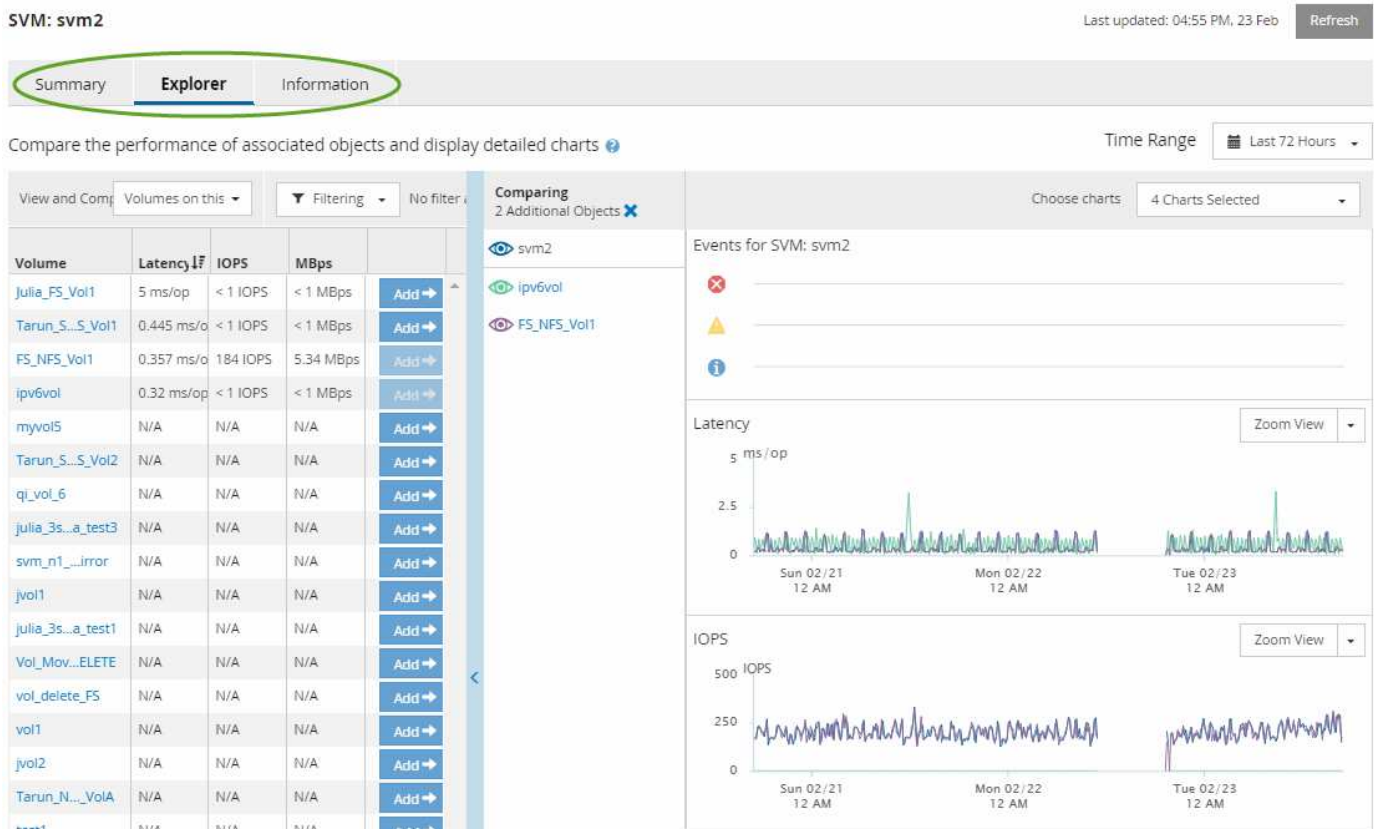 SVM: svm2
Last updated: 04:55 PM, 23 Feb Refresh
Summary Explorer Information
Compare the performance of associated objects and display detailed charts ?
Time Range Last 72 Hours
View and Comp Volumes on this Filtering No filter
Comparing
2 Additional Objects
Choose charts 4 Charts Selected
Volume Latency IOPS MBps
Julia_FS_Vol1 5 ms/op < 1 IOPS < 1 MBps Add
Tarun_S...S_Vol1 0.445 ms/o < 1 IOPS < 1 MBps Add
FS_NFS_Vol1 0.357 ms/o 184 IOPS 5.34 MBps Add
ipv6vol 0.32 ms/op < 1 IOPS < 1 MBps Add
myvol5 N/A N/A N/A Add
Tarun_S...S_Vol2 N/A N/A N/A Add
qi_vol_6 N/A N/A N/A Add
julia_3s...a_test3 N/A N/A N/A Add
svm_n1_...irror N/A N/A N/A Add
jvol1 N/A N/A N/A Add
julia_3s...a_test1 N/A N/A N/A Add
Vol_Mov...ELETE N/A N/A N/A Add
vol_delete_FS N/A N/A N/A Add
vol1 N/A N/A N/A Add
jvol2 N/A N/A N/A Add
Tarun_N..._VolA N/A N/A N/A Add
svm2
ipv6vol
FS_NFS_Vol1
Events for SVM: svm2
Latency Zoom View
5 ms/op
2.5
0
Sun 02/21 Mon 02/22 Tue 02/23
12 AM 12 AM 12 AM
IOPS Zoom View
500 IOPS
250
0
Sun 02/21 Mon 02/22 Tue 02/23
12 AM 12 AM 12 AM